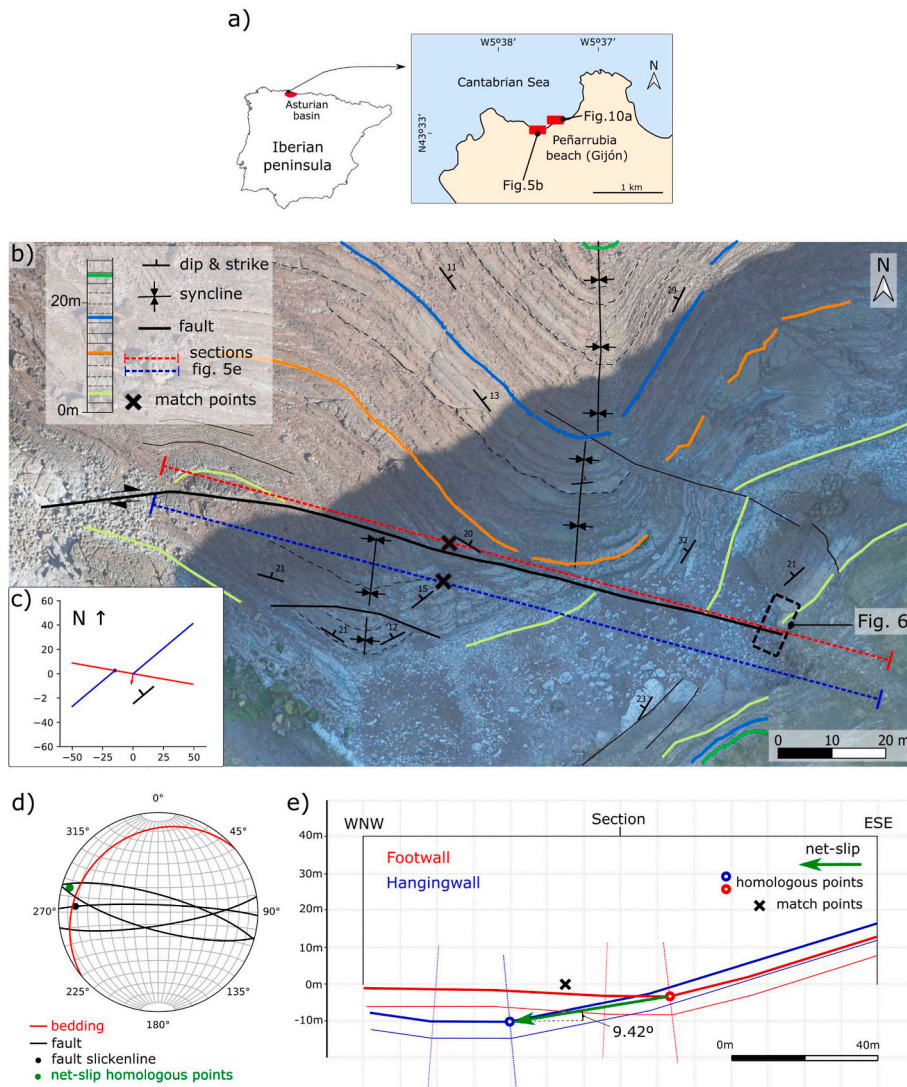 a)
W5º38'
W5º37'
Cantabrian Sea
N
Asturian
basin
Fig.10a
N43º33'
Iberian
peninsula
Peñarrubia
beach (Gijón)
Fig.5b
1 km
b)
dip & strike
20m
syncline
fault
sections
fig. 5e
0m
match points
N
11
29
13
20
32
21
21
15
21
12
23
Fig. 6
0
10
20 m
c)
N ↑
60
40
20
0
−20
−40
−60
−50
−25
0
25
50
d)
0°
45°
90°
135°
180°
225°
270°
315°
bedding
fault
fault slickenline
net-slip homologous points
e)
WNW
Section
ESE
40m
30m
20m
10m
0m
-10m
-20m
Footwall
Hangingwall
net-slip
homologous points
match points
9.42º
0m
40m